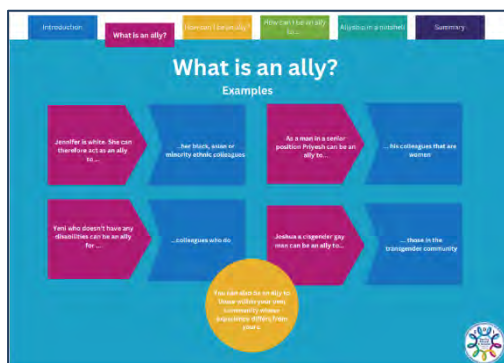 Introduction
What is an ally?
How can I be an ally?
How can I be an ally
to...
Allyship in a nutshell
Summary
What is an ally?
Examples
Jennifer is white. She can
therefore act as an ally
to...
...her black, asian or
minority ethnic colleagues
As a man in a senior
position Priyesh can be an
ally to...
...his colleagues that are
women
Yemi who doesn't have any
disabilities can be an ally
for ...
...colleagues who do
Joshua a cisgender gay
man can be an ally to...
... those in the
transgender community
You can also be an ally to
those within your own
community whose
experience differs from
yours.